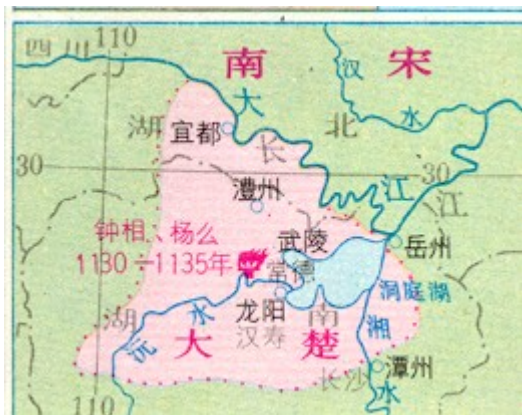 110
四川
南 宋
大
汉
水
湖
宜都
北
长
30
30
澧州
江
江
钟相、杨么
武陵
岳州
1130-1135年
常德
洞庭湖
龙阳
南
湘
湖
水
汉寿
沅
大 楚
长沙
潭州
水
110